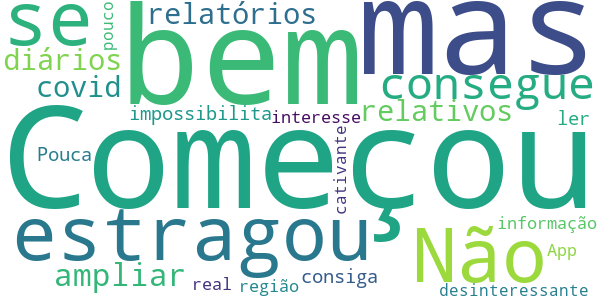 se
bem
pouco
relatórios
mas
diários
covid
consegue
impossibilita
interesse
relativos
ler
Começou
Pouca
cativante
estragou
Não
informação
App
ampliar
real
região
consiga
desinteressante